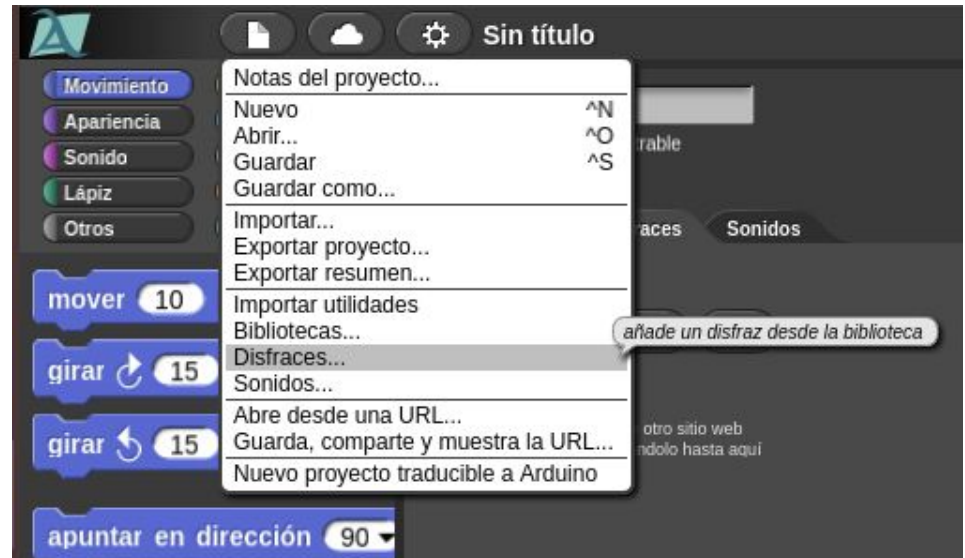 Sin título
Movimiento
Apariencia
Sonido
Lápiz
Otros
mover 10
girar 15
girar 15
apuntar en dirección 90
Notas del proyecto...
Nuevo ^N
Abrir... ^O
Guardar ^S
Guardar como...
Importar...
Exportar proyecto...
Exportar resumen...
Importar utilidades
Bibliotecas...
Disfraces...
Sonidos...
Abre desde una URL...
Guarda, comparte y muestra la URL...
Nuevo proyecto traducible a Arduino
añade un disfraz desde la biblioteca
Sonidos
otro sitio web
hasta aquí